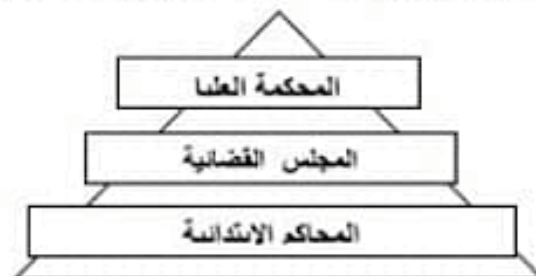 المحكمة العليا
المجلس القضائية
المحاكم الابتدائية